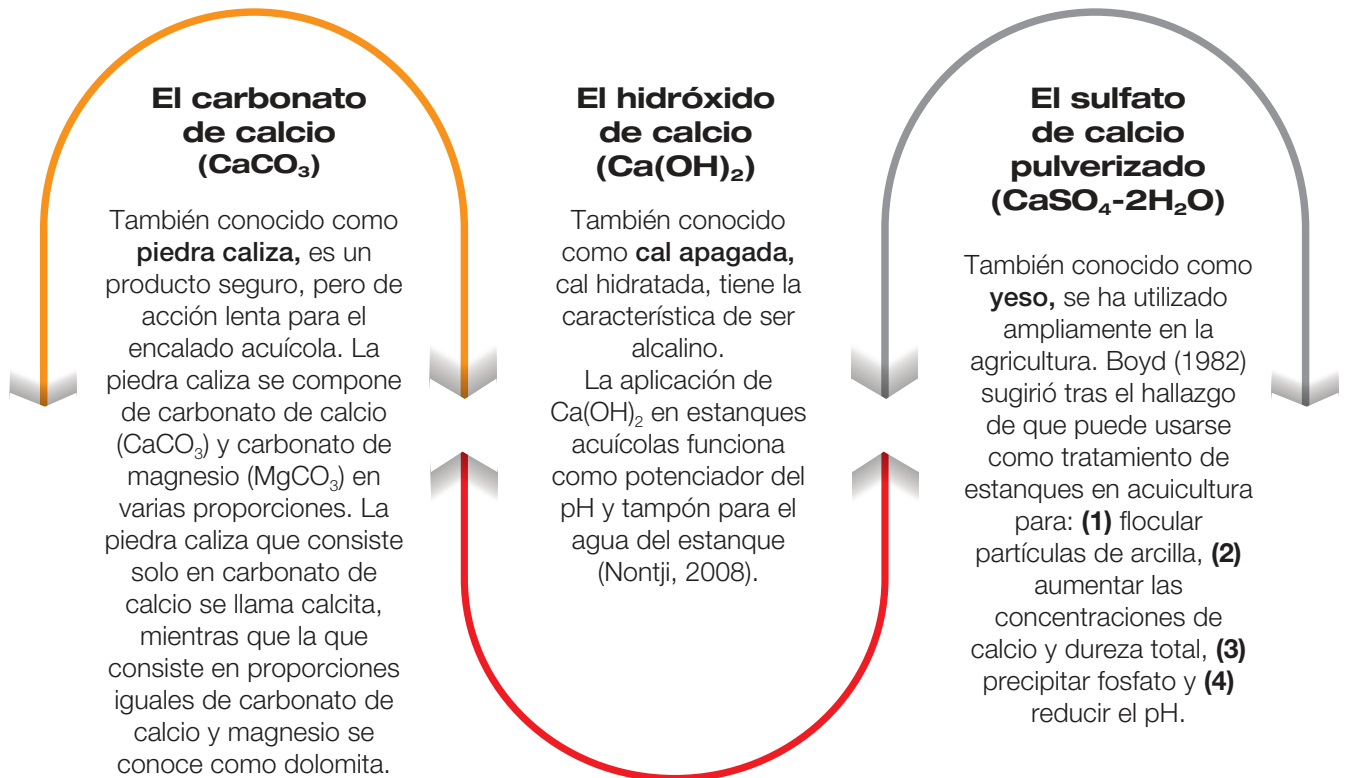 El carbonato
de calcio
(CaCO₃)
También conocido como
piedra caliza, es un
producto seguro, pero de
acción lenta para el
encalado acuícola. La
piedra caliza se compone
de carbonato de calcio
(CaCO₃) y carbonato de
magnesio (MgCO₃) en
varias proporciones. La
piedra caliza que consiste
solo en carbonato de
calcio se llama calcita,
mientras que la que
consiste en proporciones
iguales de carbonato de
calcio y magnesio se
conoce como dolomita.
El hidróxido
de calcio
(Ca(OH)₂)
También conocido
como cal apagada,
cal hidratada, tiene la
característica de ser
alcalino.
La aplicación de
Ca(OH)₂ en estanques
acuícolas funciona
como potenciador del
pH y tampón para el
agua del estanque
(Nontji, 2008).
El sulfato
de calcio
pulverizado
(CaSO₄-2H₂O)
También conocido como
yeso, se ha utilizado
ampliamente en la
agricultura. Boyd (1982)
sugirió tras el hallazgo
de que puede usarse
como tratamiento de
estanques en acuicultura
para: (1) flocular
partículas de arcilla, (2)
aumentar las
concentraciones de
calcio y dureza total, (3)
precipitar fosfato y (4)
reducir el pH.